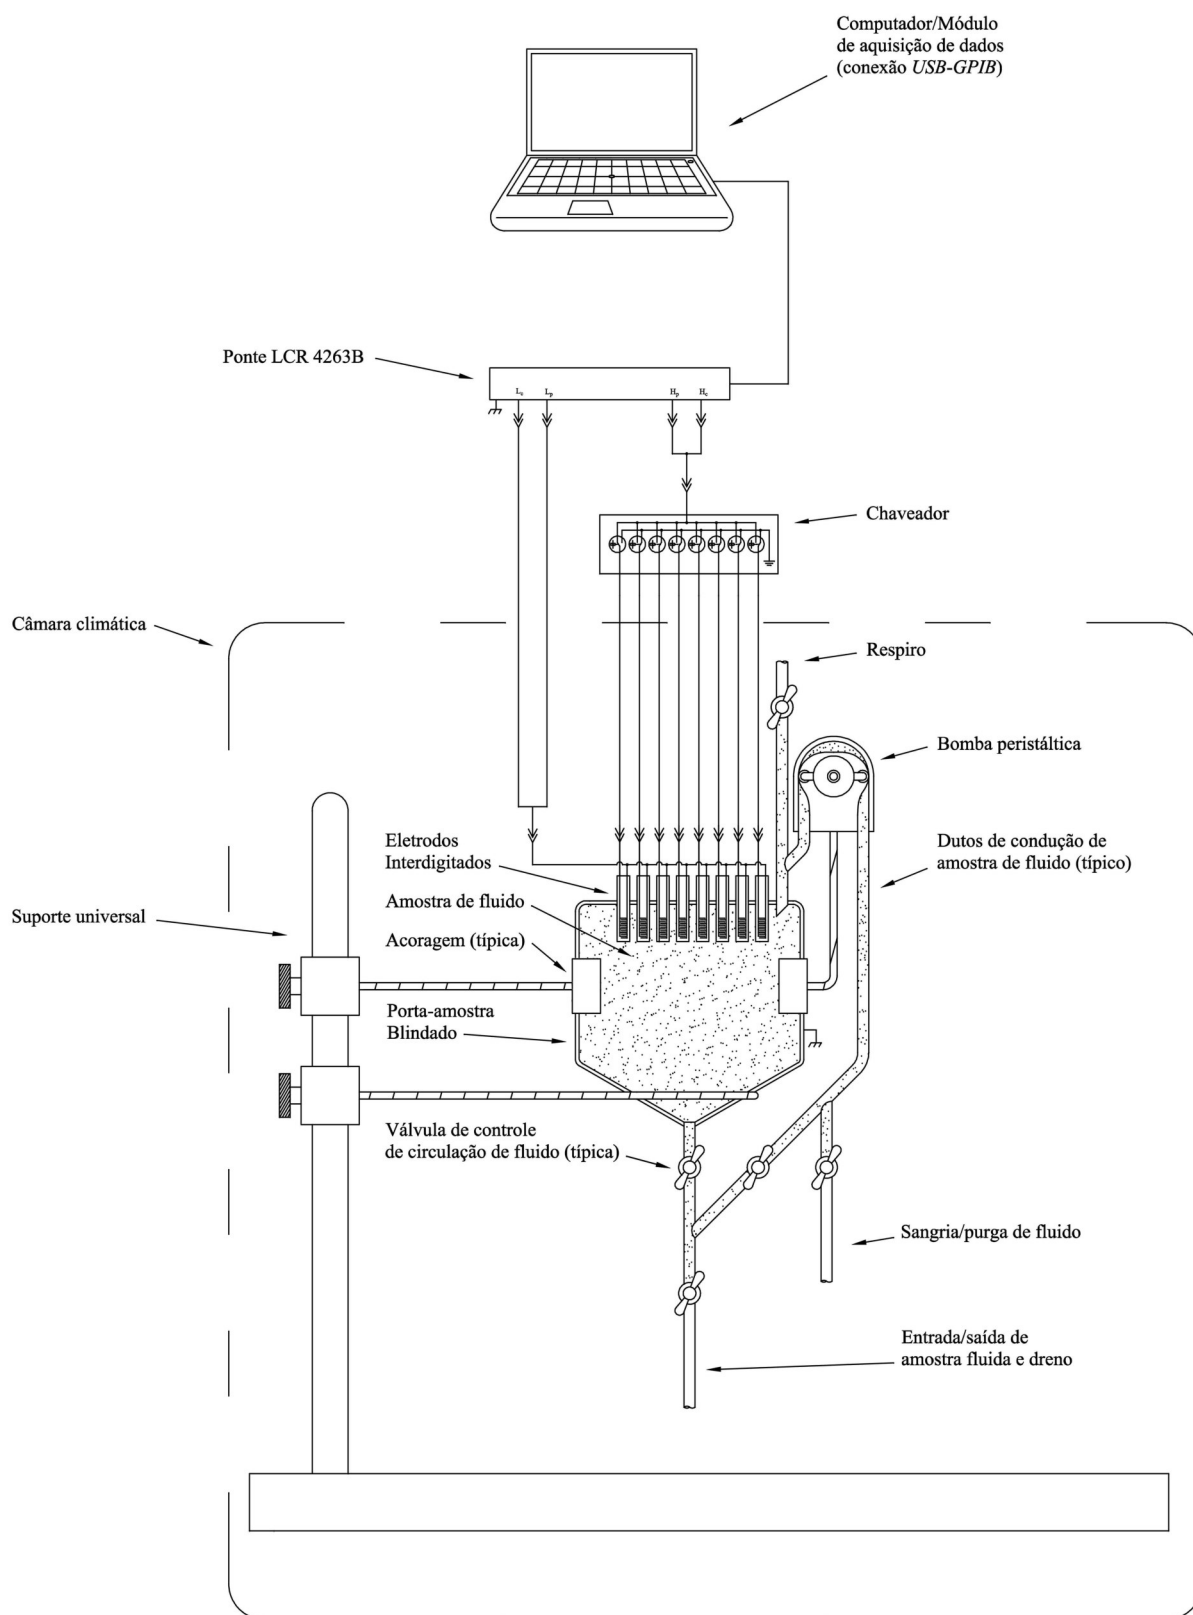 Computador/Módulo
de aquisição de dados
(conexão USB-GPIB)
Ponte LCR 4263B
Lc
Lp
Hp
Hc
Chaveador
Câmara climática
Respiro
Bomba peristáltica
Eletrodos
Interdigitados
Dutos de condução de
amostra de fluido (típico)
Amostra de fluido
Suporte universal
Acoragem (típica)
Porta-amostra
Blindado
Válvula de controle
de circulação de fluido (típica)
Sangria/purga de fluido
Entrada/saída de
amostra fluida e dreno